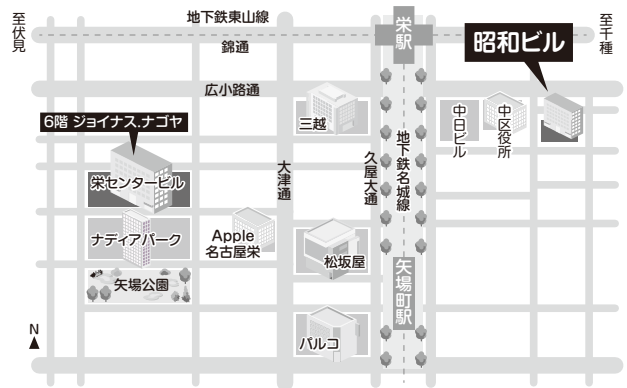 至伏見
地下鉄東山線
錦通
栄駅
至千種
昭和ビル
広小路通
6階 ジョイナス.ナゴヤ
三越
中日ビル
中区役所
栄センタービル
大津通
久屋大通
地下鉄名城線
ナディアパーク
Apple
名古屋栄
松坂屋
矢場公園
矢場町駅
N
パルコ